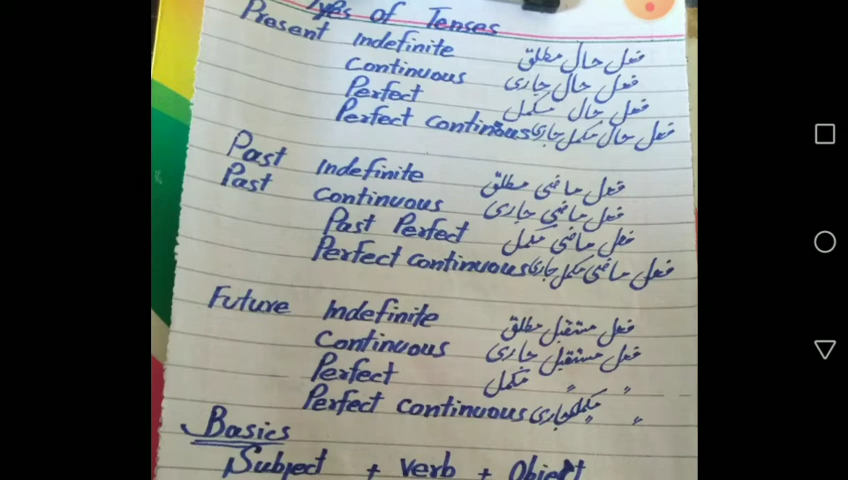 Types of Tenses
Present Indefinite فعل حال مطلق
Continuous فعل حال جاری
Perfect فعل حال مکمل
Perfect continuous فعل حال مکمل جاری
Past Indefinite فعل ماضی مطلق
Past Continuous فعل ماضی جاری
Past Perfect فعل ماضی مکمل
Perfect continuous فعل ماضی مکمل جاری
Future Indefinite فعل مستقبل مطلق
Continuous فعل مستقبل جاری
Perfect " " مکمل
Perfect continuous " " مکمل جاری
Basics
Subject + verb + Object